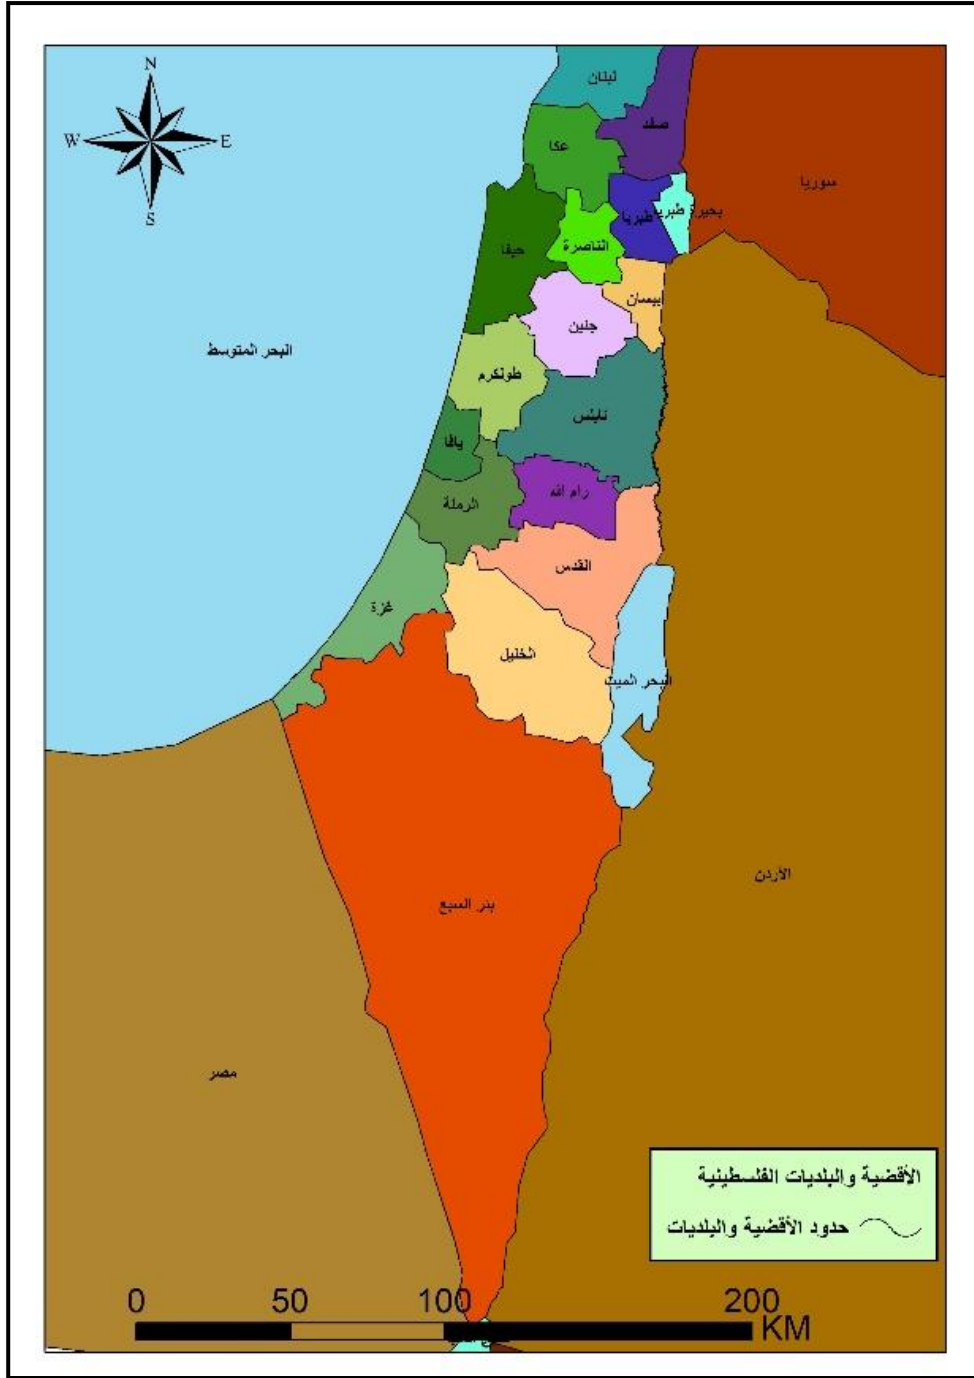 N
W
E
S
لبنان
صفد
عكا
سوريا
بحيرة طبريا
طبريا
الناصرة
حيفا
بيسان
جنين
البحر المتوسط
طولكرم
نابلس
يافا
رام الله
الرملة
القدس
غزة
الخليل
البحر الميت
الأردن
بئر السبع
مصر
الأقضية والبلديات الفلسطينية
حدود الأقضية والبلديات
0 50 100 200
KM